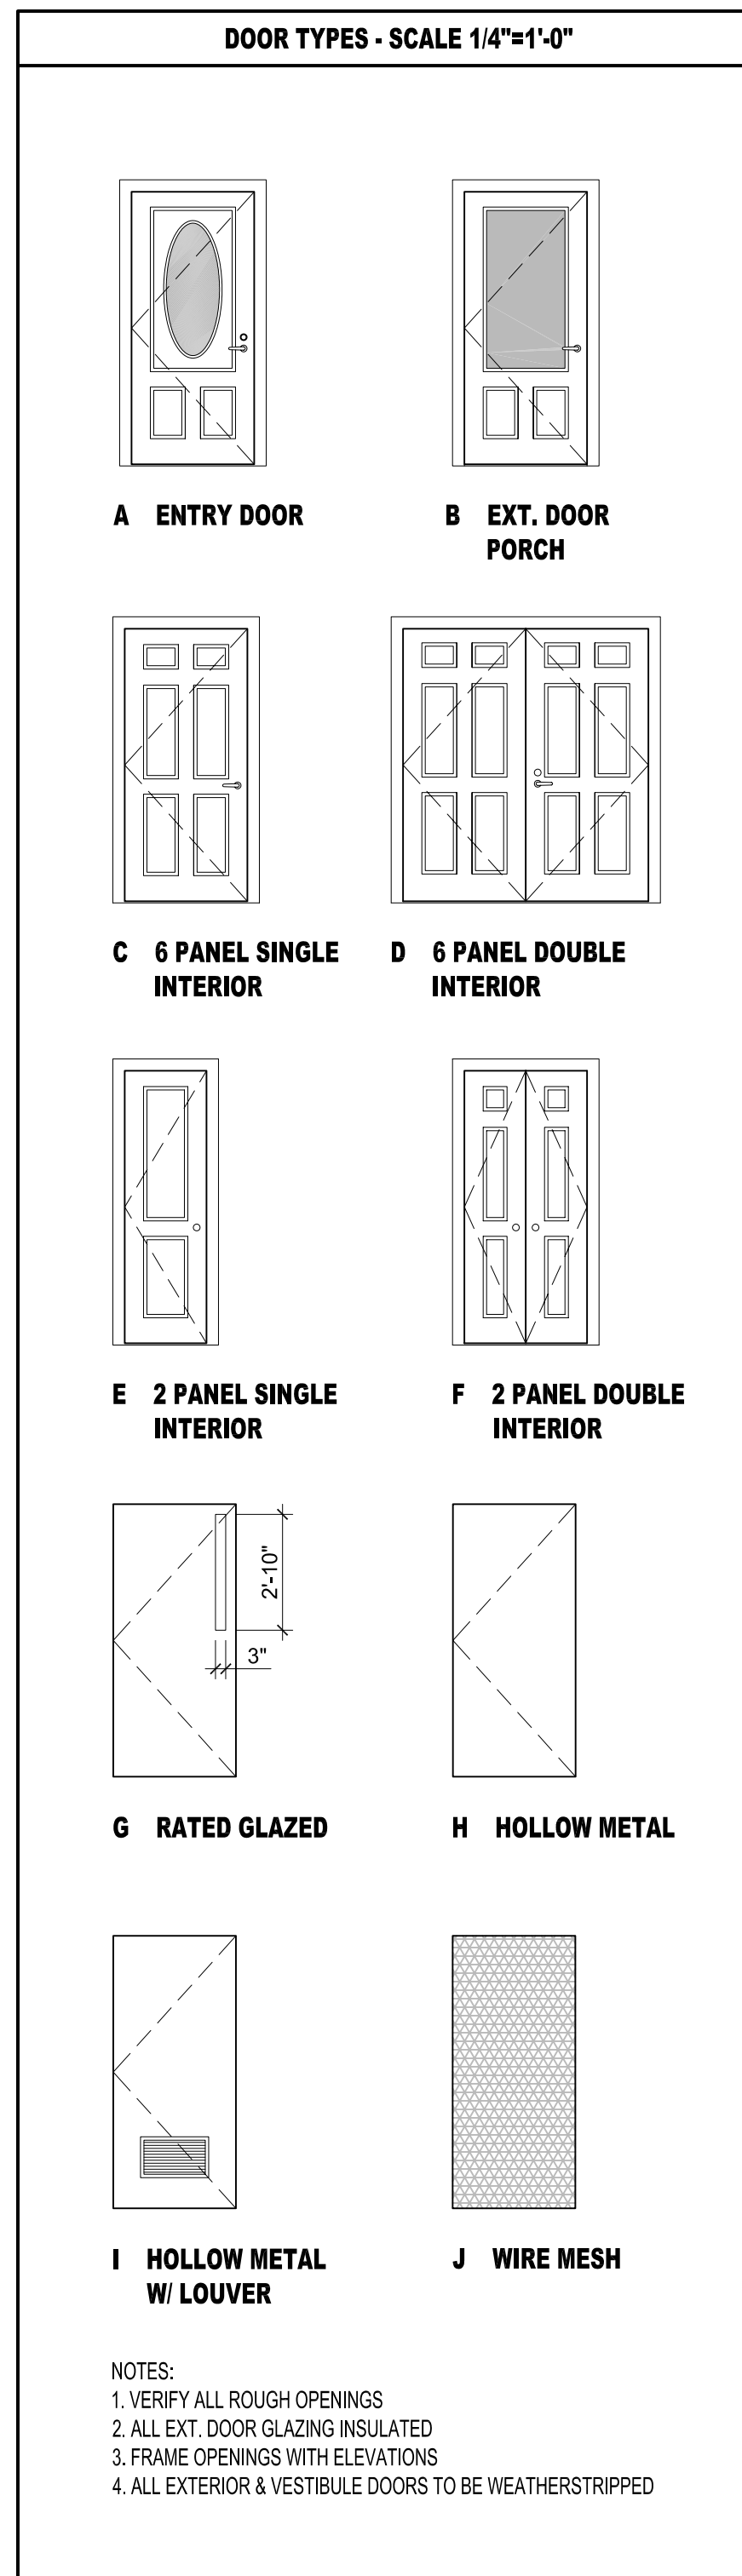 DOOR TYPES - SCALE 1/4"=1'-0"
A ENTRY DOOR
B EXT. DOOR
PORCH
C 6 PANEL SINGLE
INTERIOR
D 6 PANEL DOUBLE
INTERIOR
E 2 PANEL SINGLE
INTERIOR
F 2 PANEL DOUBLE
INTERIOR
2'-10"
3"
G RATED GLAZED
H HOLLOW METAL
I HOLLOW METAL
W/ LOUVER
J WIRE MESH
NOTES:
1. VERIFY ALL ROUGH OPENINGS
2. ALL EXT. DOOR GLAZING INSULATED
3. FRAME OPENINGS WITH ELEVATIONS
4. ALL EXTERIOR & VESTIBULE DOORS TO BE WEATHERSTRIPPED